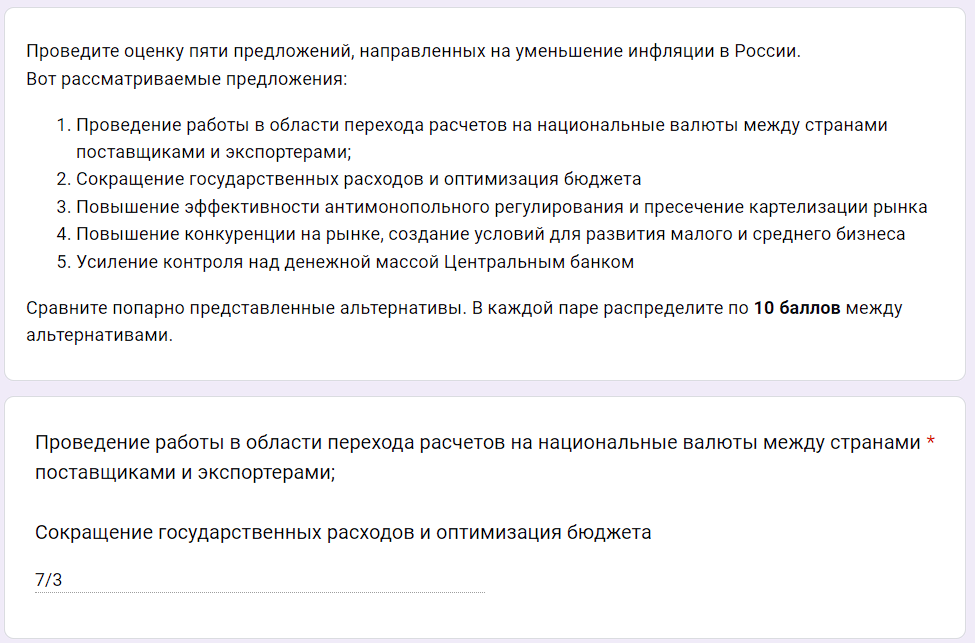 Проведите оценку пяти предложений, направленных на уменьшение инфляции в России.
Вот рассматриваемые предложения:
1. Проведение работы в области перехода расчетов на национальные валюты между странами
поставщиками и экспортерами;
2. Сокращение государственных расходов и оптимизация бюджета
3. Повышение эффективности антимонопольного регулирования и пресечение картелизации рынка
4. Повышение конкуренции на рынке, создание условий для развития малого и среднего бизнеса
5. Усиление контроля над денежной массой Центральным банком
Сравните попарно представленные альтернативы. В каждой паре распределите по 10 баллов между
альтернативами.
Проведение работы в области перехода расчетов на национальные валюты между странами *
поставщиками и экспортерами;
Сокращение государственных расходов и оптимизация бюджета
7/3